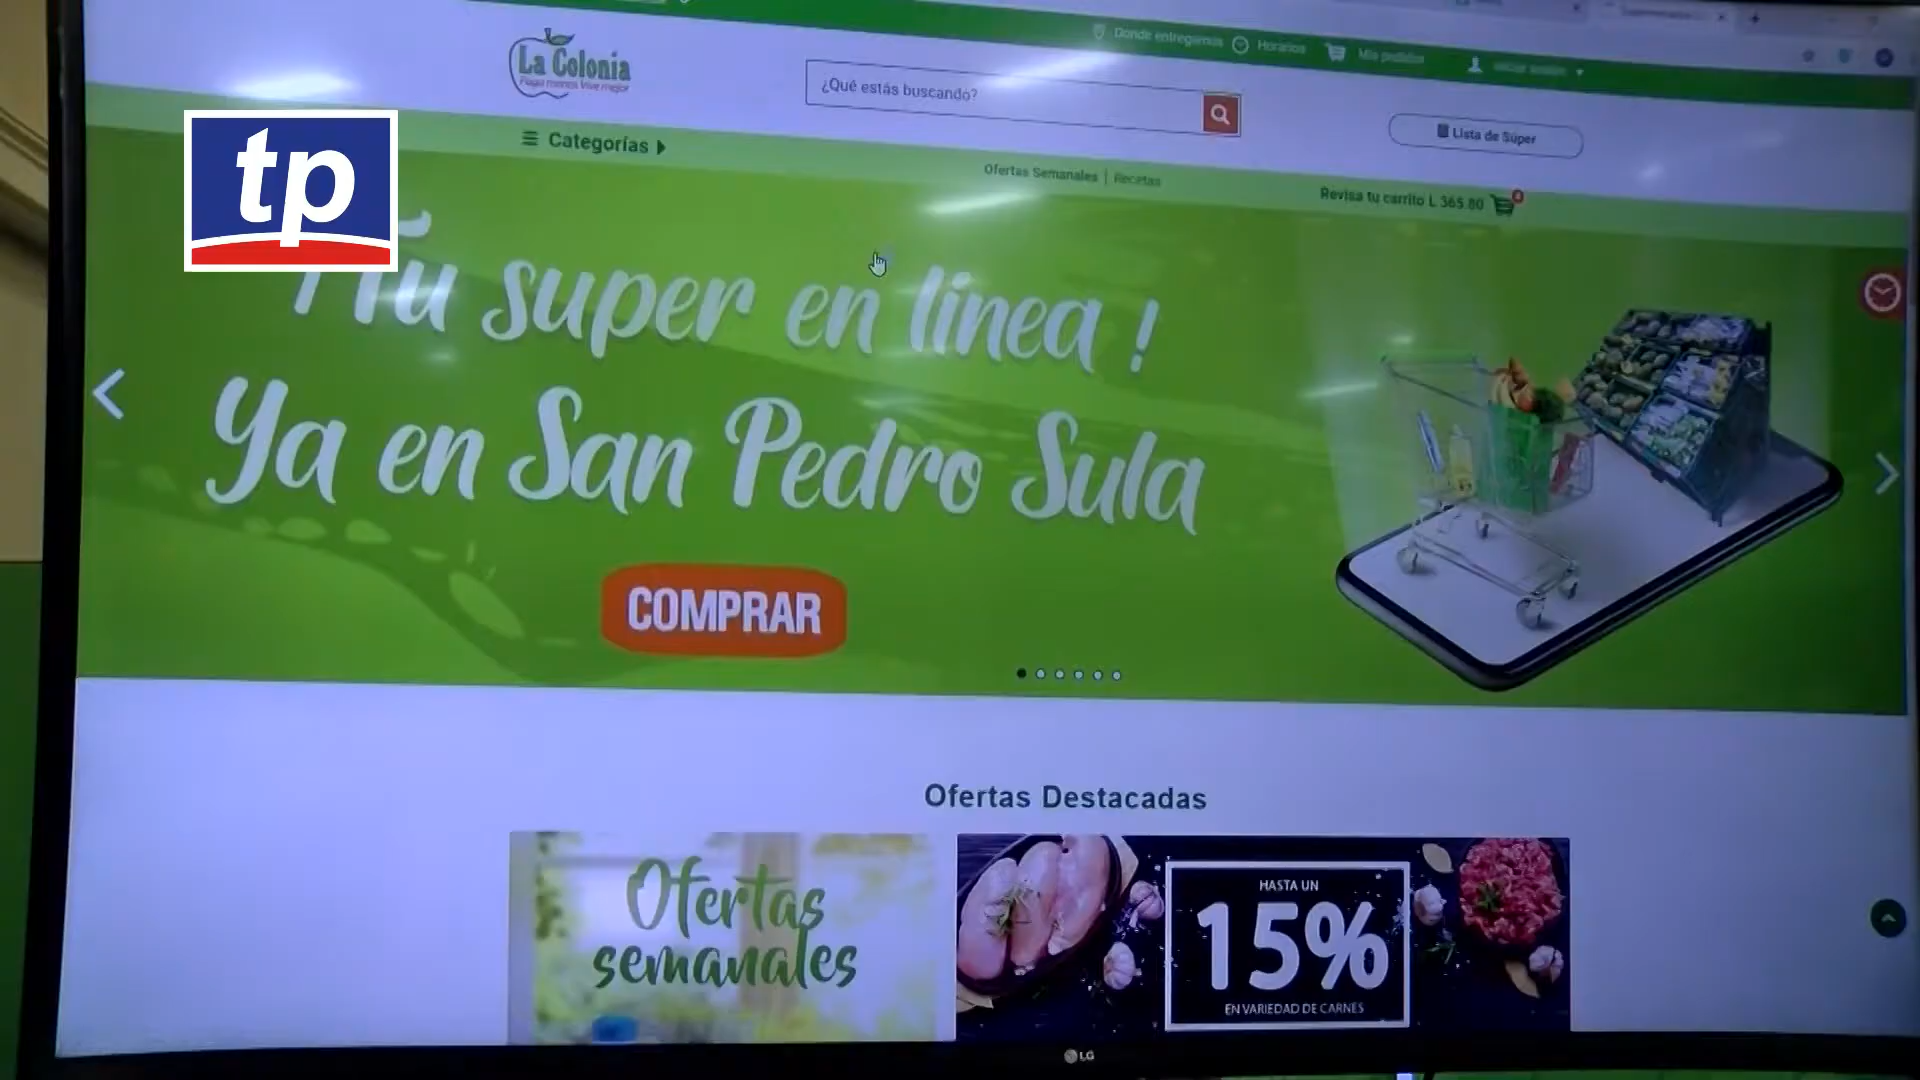 Donde entregamos
Horarios
Mis pedidos
La Colonia
Paga menos Vive mejor
¿Qué estás buscando?
Lista de Súper
tp
Categorías
Ofertas Semanales | Recetas
Revisa tu carrito L 365.80
¡Tu super en línea !
Ya en San Pedro Sula
COMPRAR
Ofertas Destacadas
Ofertas
semanales
HASTA UN
15%
EN VARIEDAD DE CARNES
LG